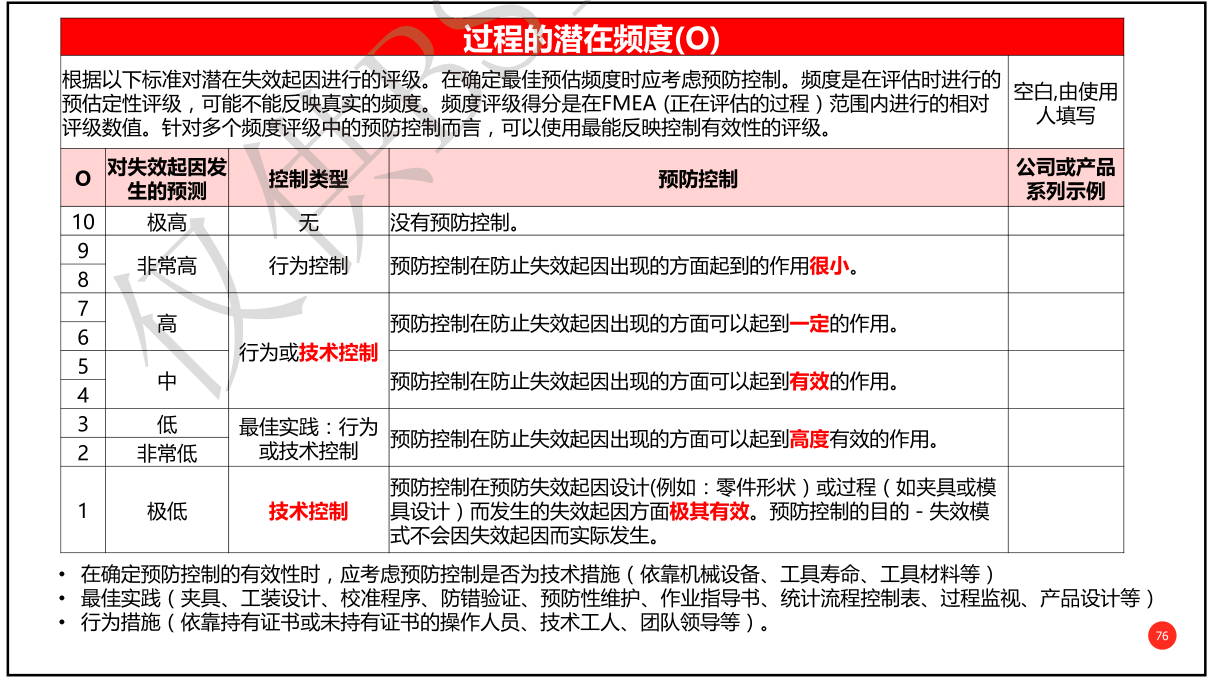 过程的潜在频度(O)
根据以下标准对潜在失效起因进行的评级。在确定最佳预估频度时应考虑预防控制。频度是在评估时进行的
预估定性评级，可能不能反映真实的频度。频度评级得分是在FMEA (正在评估的过程）范围内进行的相对
评级数值。针对多个频度评级中的预防控制而言，可以使用最能反映控制有效性的评级。
空白,由使用
人填写
O
对失效起因发
生的预测
控制类型
预防控制
公司或产品
系列示例
10
极高
无
没有预防控制。
9
8
非常高
行为控制
预防控制在防止失效起因出现的方面起到的作用很小。
7
6
高
行为或技术控制
预防控制在防止失效起因出现的方面可以起到一定的作用。
5
4
中
预防控制在防止失效起因出现的方面可以起到有效的作用。
3
低
最佳实践：行为
或技术控制
预防控制在防止失效起因出现的方面可以起到高度有效的作用。
2
非常低
1
极低
技术控制
预防控制在预防失效起因设计(例如：零件形状）或过程（如夹具或模
具设计）而发生的失效起因方面极其有效。预防控制的目的－失效模
式不会因失效起因而实际发生。
• 在确定预防控制的有效性时，应考虑预防控制是否为技术措施（依靠机械设备、工具寿命、工具材料等）
• 最佳实践（夹具、工装设计、校准程序、防错验证、预防性维护、作业指导书、统计流程控制表、过程监视、产品设计等）
• 行为措施（依靠持有证书或未持有证书的操作人员、技术工人、团队领导等）。
76
仅供BS